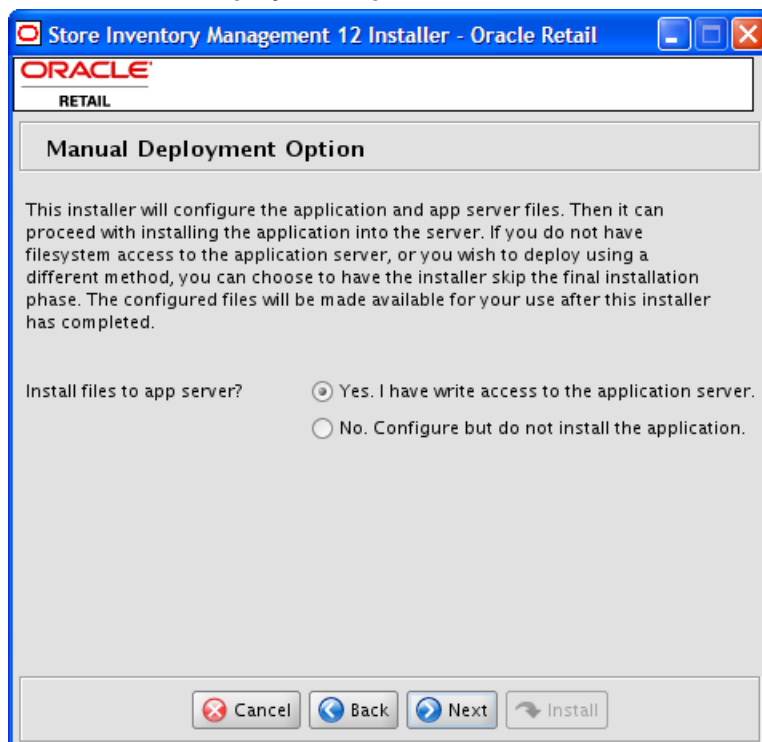 Store Inventory Management 12 Installer - Oracle Retail
ORACLE
RETAIL
Manual Deployment Option
This installer will configure the application and app server files. Then it can
proceed with installing the application into the server. If you do not have
filesystem access to the application server, or you wish to deploy using a
different method, you can choose to have the installer skip the final installation
phase. The configured files will be made available for your use after this installer
has completed.
Install files to app server?
Yes. I have write access to the application server.
No. Configure but do not install the application.
Cancel Back Next Install